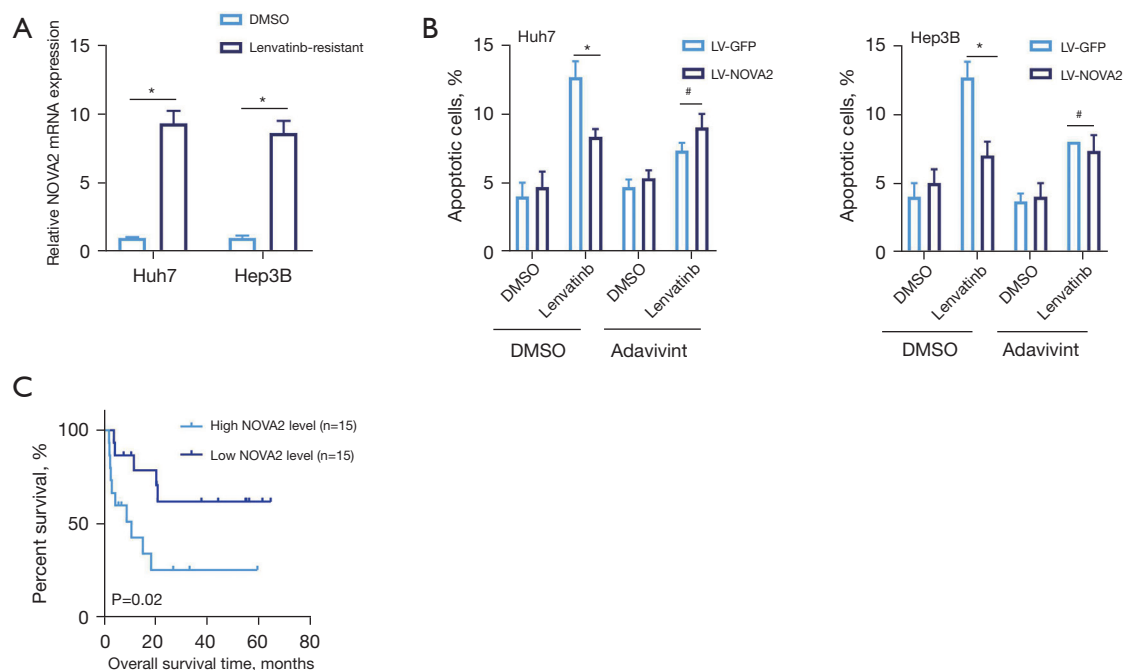 A
DMSO
Lenvatinb-resistant
Relative NOVA2 mRNA expression
15
10
5
0
*
*
Huh7
Hep3B
B
Huh7
LV-GFP
LV-NOVA2
Apoptotic cells, %
15
10
5
0
*
#
DMSO
Lenvatinb
DMSO
Lenvatinb
DMSO
Adavivint
Hep3B
LV-GFP
LV-NOVA2
Apoptotic cells, %
15
10
5
0
*
#
DMSO
Lenvatinb
DMSO
Lenvatinb
DMSO
Adavivint
C
High NOVA2 level (n=15)
Low NOVA2 level (n=15)
Percent survival, %
100
50
0
P=0.02
0 20 40 60 80
Overall survival time, months